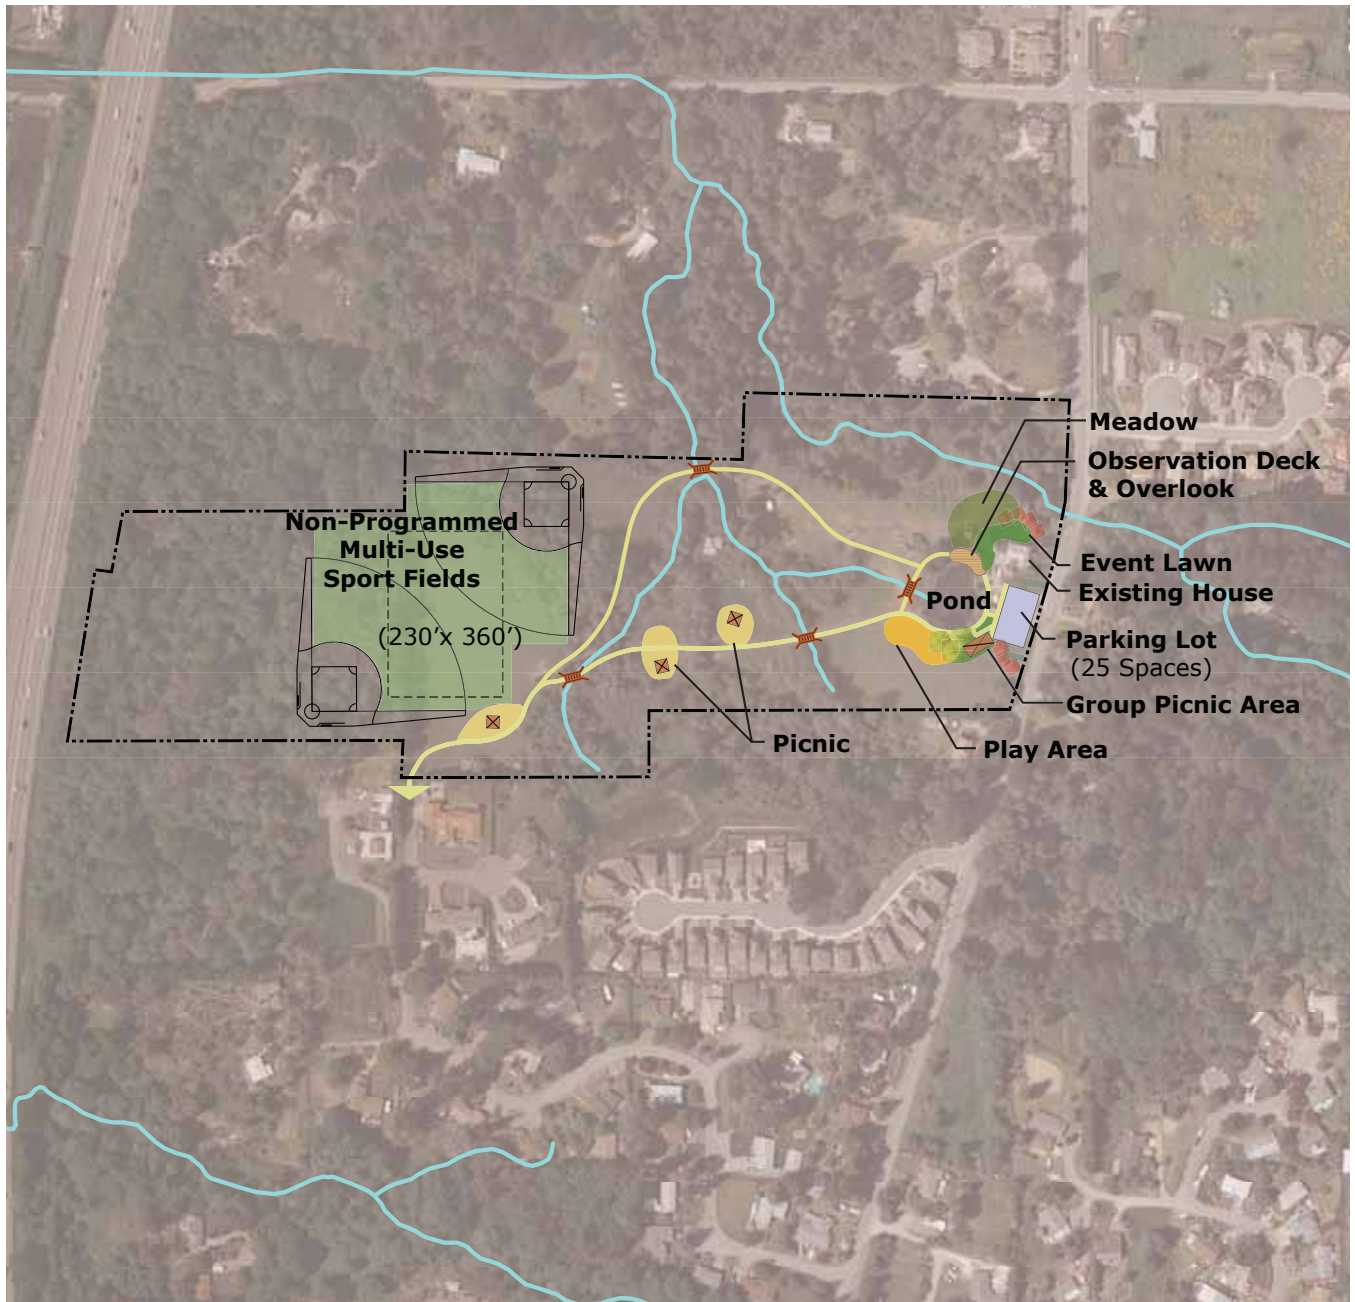 Meadow
Observation Deck
& Overlook
Non-Programmed
Multi-Use
Sport Fields
(230’x 360’)
Event Lawn
Existing House
Pond
Parking Lot
(25 Spaces)
Group Picnic Area
Picnic
Play Area